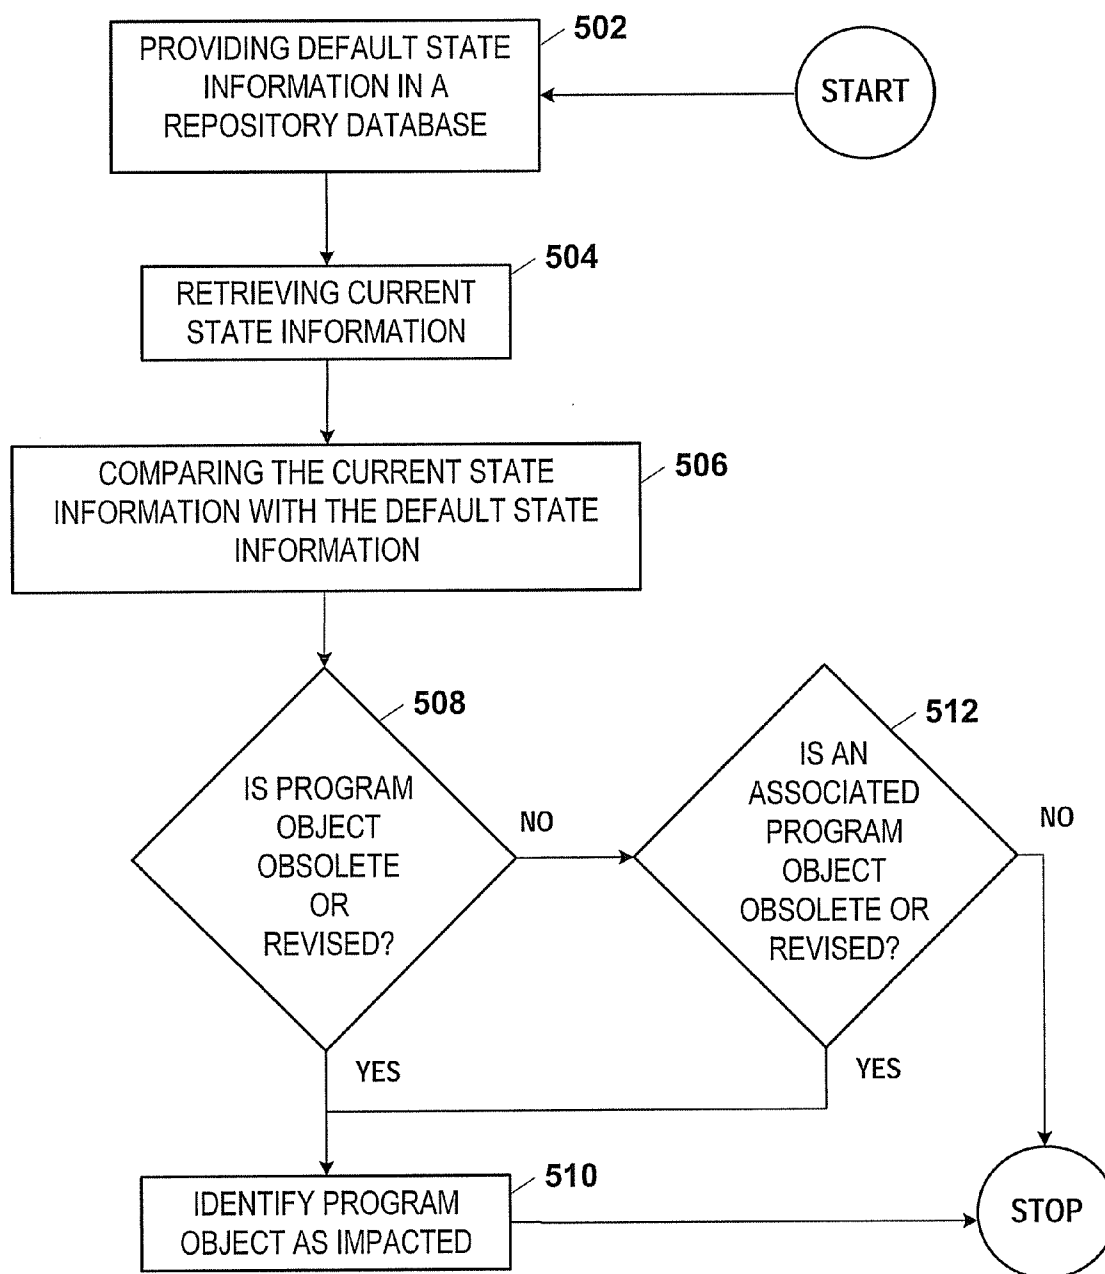 502
PROVIDING DEFAULT STATE
INFORMATION IN A
REPOSITORY DATABASE
START
504
RETRIEVING CURRENT
STATE INFORMATION
506
COMPARING THE CURRENT STATE
INFORMATION WITH THE DEFAULT STATE
INFORMATION
508
IS PROGRAM
OBJECT
OBSOLETE
OR
REVISED?
NO
512
IS AN
ASSOCIATED
PROGRAM
OBJECT
OBSOLETE OR
REVISED?
NO
YES
YES
510
IDENTIFY PROGRAM
OBJECT AS IMPACTED
STOP